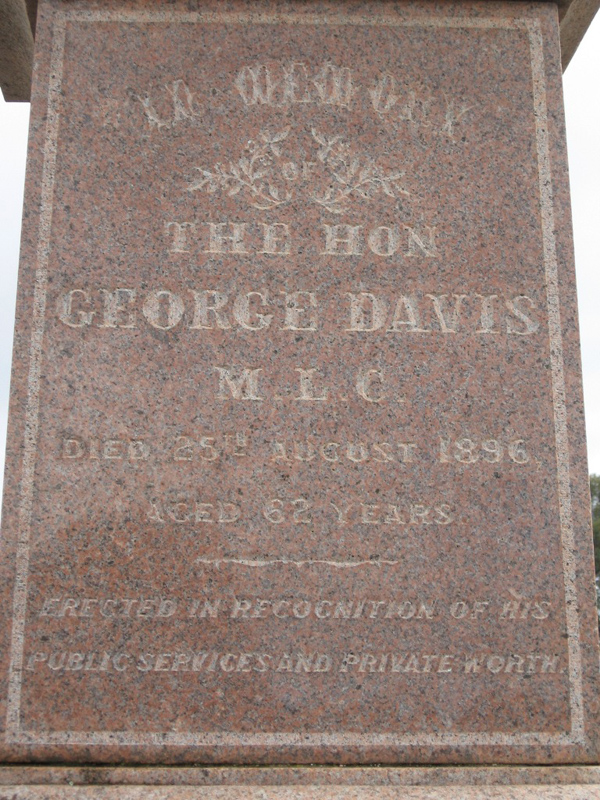 IN MEMORY
OF
THE HON
GEORGE DAVIS
M.L.C.
DIED 25TH AUGUST 1896.
AGED 62 YEARS.
ERECTED IN RECOGNITION OF HIS
PUBLIC SERVICES AND PRIVATE WORTH.